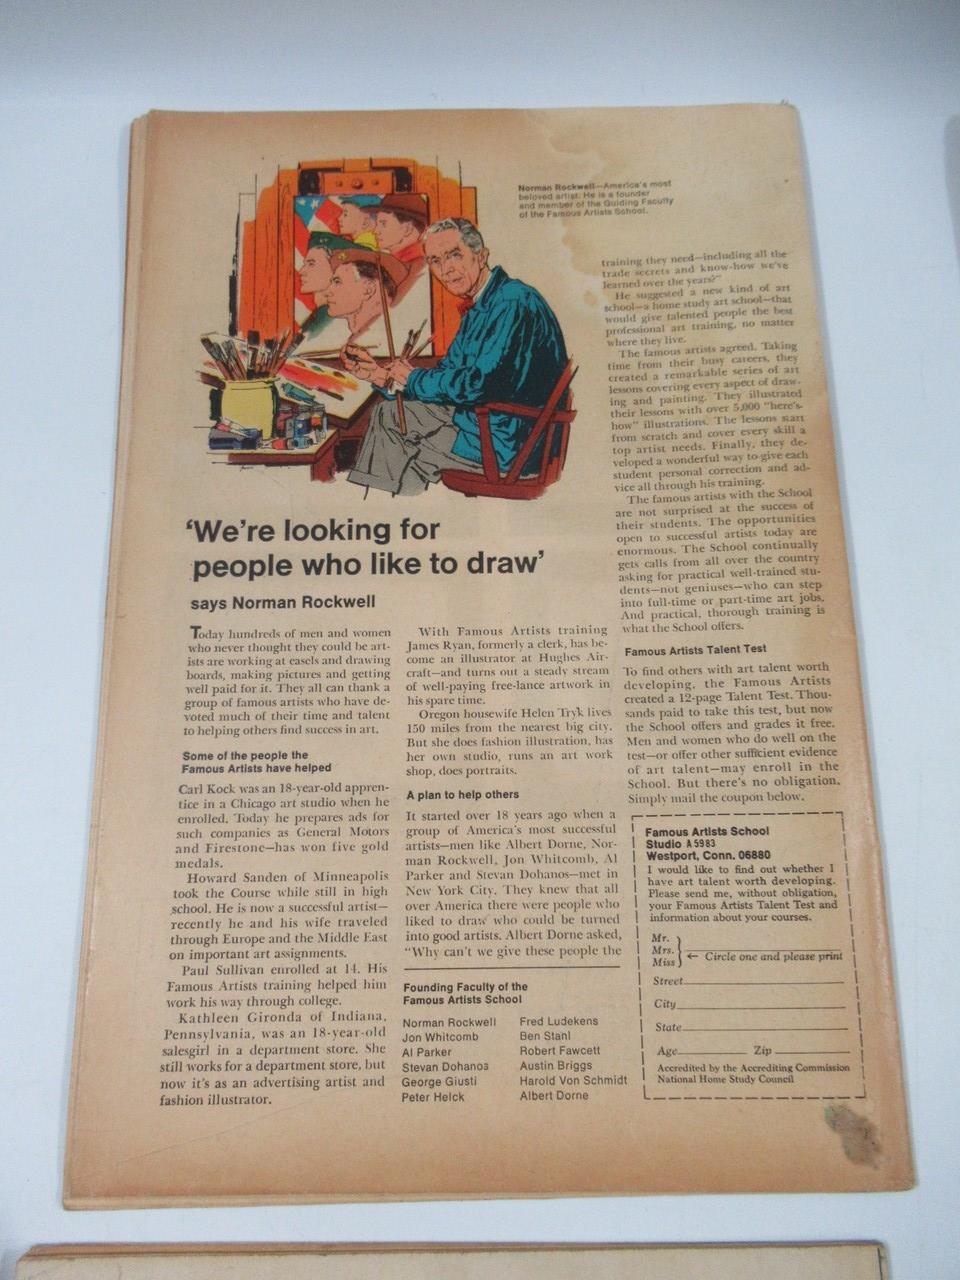 Norman Rockwell—America's most
beloved artist. He is a founder
and member of the Guiding Faculty
of the Famous Artists School.
'We're looking for
people who like to draw'
says Norman Rockwell
Today hundreds of men and women
who never thought they could be art-
ists are working at easels and drawing
boards, making pictures and getting
well paid for it. They all can thank a
group of famous artists who have de-
voted much of their time and talent
to helping others find success in art.
Some of the people the
Famous Artists have helped
Carl Kock was an 18-year-old appren-
tice in a Chicago art studio when he
enrolled. Today he prepares ads for
such companies as General Motors
and Firestone—has won five gold
medals.
Howard Sanden of Minneapolis
took the Course while still in high
school. He is now a successful artist—
recently he and his wife traveled
through Europe and the Middle East
on important art assignments.
Paul Sullivan enrolled at 14. His
Famous Artists training helped him
work his way through college.
Kathleen Gironda of Indiana,
Pennsylvania, was an 18-year-old
salesgirl in a department store. She
still works for a department store, but
now it's as an advertising artist and
fashion illustrator.
With Famous Artists training
James Ryan, formerly a clerk, has be-
come an illustrator at Hughes Air-
craft—and turns out a steady stream
of well-paying free-lance artwork in
his spare time.
Oregon housewife Helen Tryk lives
150 miles from the nearest big city.
But she does fashion illustration, has
her own studio, runs an art work
shop, does portraits.
A plan to help others
It started over 18 years ago when a
group of America's most successful
artists—men like Albert Dorne, Nor-
man Rockwell, Jon Whitcomb, Al
Parker and Stevan Dohanos—met in
New York City. They knew that all
over America there were people who
liked to draw who could be turned
into good artists. Albert Dorne asked,
"Why can't we give these people the
training they need—including all the
trade secrets and know-how we've
learned over the years?"
He suggested a new kind of art
school—a home study art school—that
would give talented people the best
professional art training, no matter
where they live.
The famous artists agreed. Taking
time from their busy careers, they
created a remarkable series of art
lessons covering every aspect of draw-
ing and painting. They illustrated
their lessons with over 5,000 "here's-
how" illustrations. The lessons start
from scratch and cover every skill a
top artist needs. Finally, they de-
veloped a wonderful way to give each
student personal correction and ad-
vice all through his training.
The famous artists with the School
are not surprised at the success of
their students. The opportunities
open to successful artists today are
enormous. The School continually
gets calls from all over the country
asking for practical well-trained stu-
dents—not geniuses—who can step
into full-time or part-time art jobs.
And practical, thorough training is
what the School offers.
Famous Artists Talent Test
To find others with art talent worth
developing, the Famous Artists
created a 12-page Talent Test. Thou-
sands paid to take this test, but now
the School offers and grades it free.
Men and women who do well on the
test—or offer other sufficient evidence
of art talent—may enroll in the
School. But there's no obligation.
Simply mail the coupon below.
Founding Faculty of the
Famous Artists School
Norman Rockwell
Jon Whitcomb
Al Parker
Stevan Dohanos
George Giusti
Peter Helck
Fred Ludekens
Ben Stahl
Robert Fawcett
Austin Briggs
Harold Von Schmidt
Albert Dorne
Famous Artists School
Studio A 5983
Westport, Conn. 06880
I would like to find out whether I
have art talent worth developing.
Please send me, without obligation,
your Famous Artists Talent Test and
information about your courses.
Mr.
Mrs.
Miss
← Circle one and please print
Street
City
State
Age Zip
Accredited by the Accrediting Commission
National Home Study Council